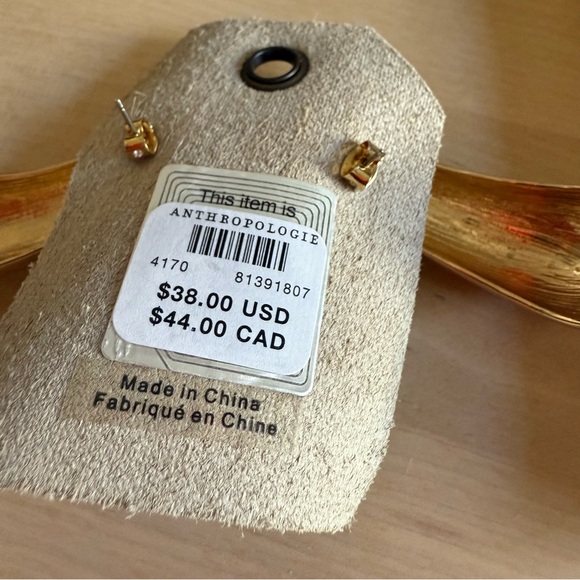 This item is
ANTHROPOLOGIE
4170 81391807
$38.00 USD
$44.00 CAD
Made in China
Fabriqué en Chine